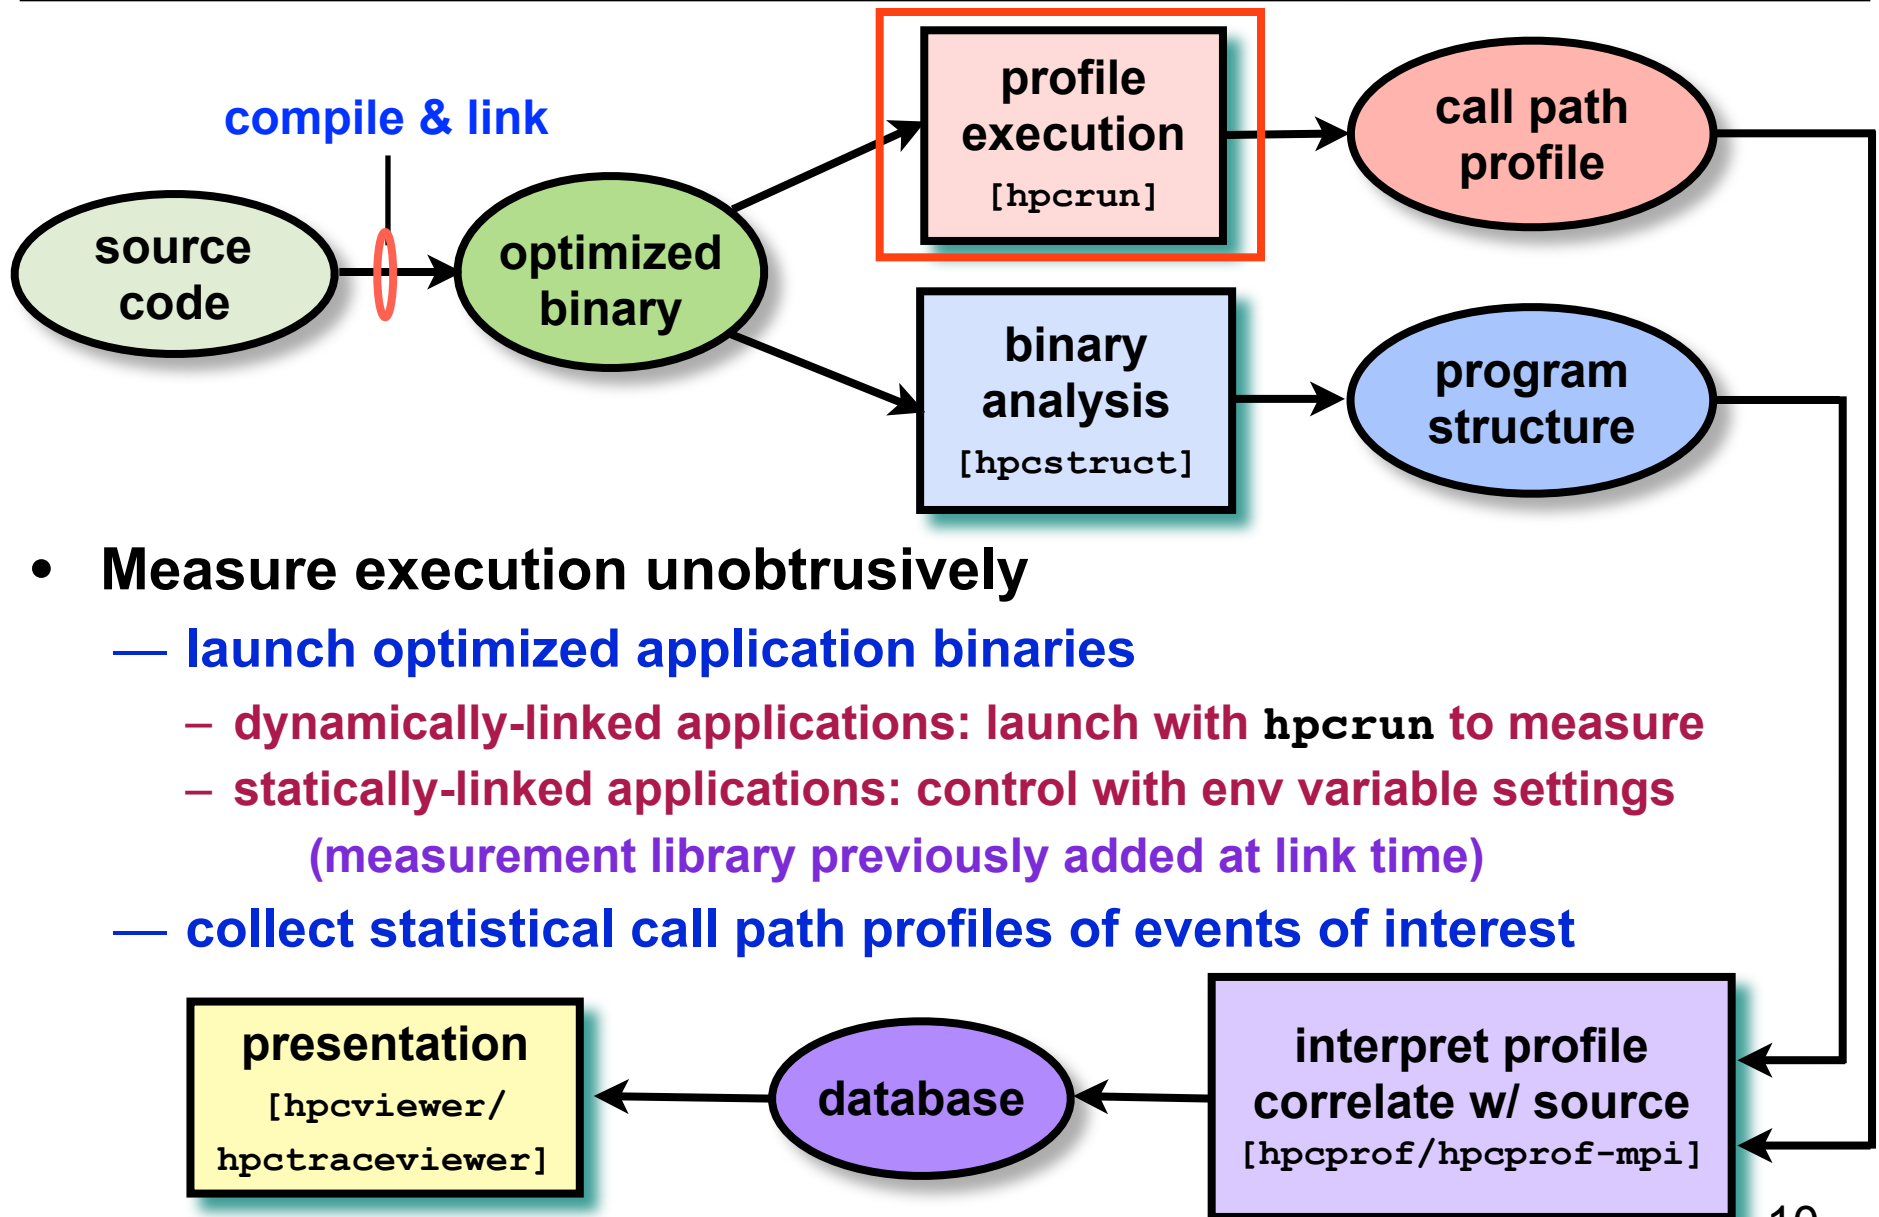 compile & link
source
code
optimized
binary
profile
execution
[hpcrun]
call path
profile
binary
analysis
[hpcstruct]
program
structure
• Measure execution unobtrusively
— launch optimized application binaries
– dynamically-linked applications: launch with hpcrun to measure
– statically-linked applications: control with env variable settings
(measurement library previously added at link time)
— collect statistical call path profiles of events of interest
presentation
[hpcviewer/
hpctraceviewer]
database
interpret profile
correlate w/ source
[hpcprof/hpcprof-mpi]